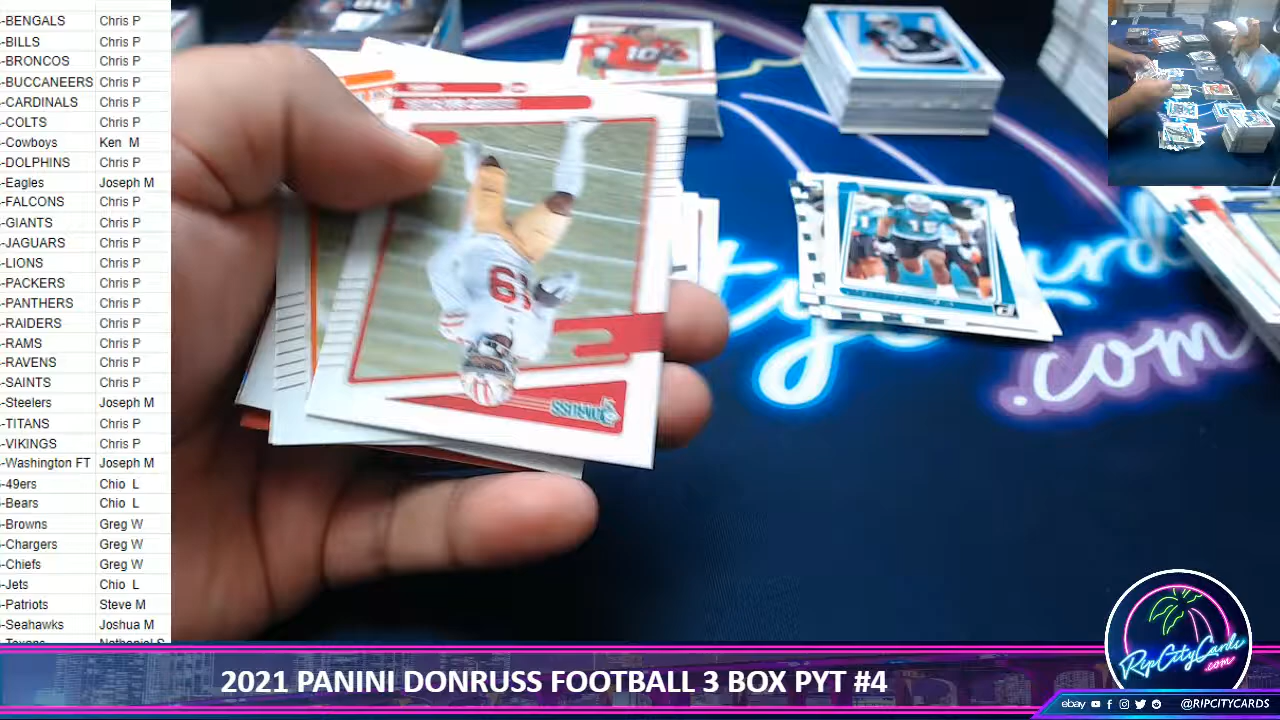 -BENGALS Chris P
-BILLS Chris P
-BRONCOS Chris P
-BUCCANEERS Chris P
-CARDINALS Chris P
-COLTS Chris P
-Cowboys Ken M
-DOLPHINS Chris P
-Eagles Joseph M
-FALCONS Chris P
-GIANTS Chris P
-JAGUARS Chris P
-LIONS Chris P
-PACKERS Chris P
-PANTHERS Chris P
-RAIDERS Chris P
-RAMS Chris P
-RAVENS Chris P
-SAINTS Chris P
-Steelers Joseph M
-TITANS Chris P
-VIKINGS Chris P
-Washington FT Joseph M
-49ers Chio L
-Bears Chio L
-Browns Greg W
-Chargers Greg W
-Chiefs Greg W
-Jets Chio L
-Patriots Steve M
-Seahawks Joshua M
10
15
19
DONRUSS
.com
RipCityCards
.com
2021 PANINI DONRUSS FOOTBALL 3 BOX PYT #4
ebay @RIPCITYCARDS